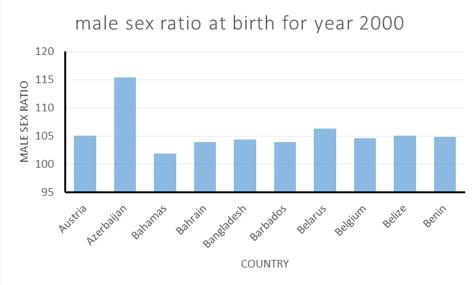 male sex ratio at birth for year 2000
MALE SEX RATIO
120
115
110
105
100
95
Austria
Azerbaijan
Bahamas
Bahrain
Bangladesh
Barbados
Belarus
Belgium
Belize
Benin
COUNTRY